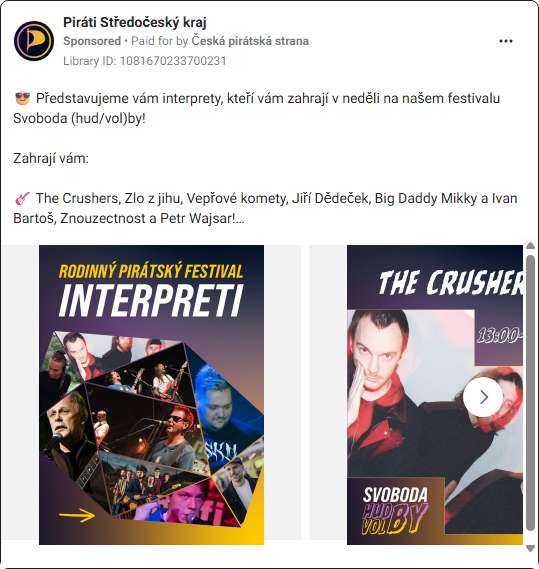 Piráti Středočeský kraj
Sponsored • Paid for by Česká pirátská strana
Library ID: 1081670233700231
😎 Představujeme vám interprety, kteří vám zahrají v neděli na našem festivalu
Svoboda (hud/vol)by!
Zahrají vám:
🎸 The Crushers, Zlo z jihu, Vepřové komety, Jiří Dědeček, Big Daddy Mikky a Ivan
Bartoš, Znouzectnost a Petr Wajsar!…
RODINNÝ PIRÁTSKÝ FESTIVAL
INTERPRETI
THE CRUSHER
13:00-
SVOBODA
HUD
VOLBY